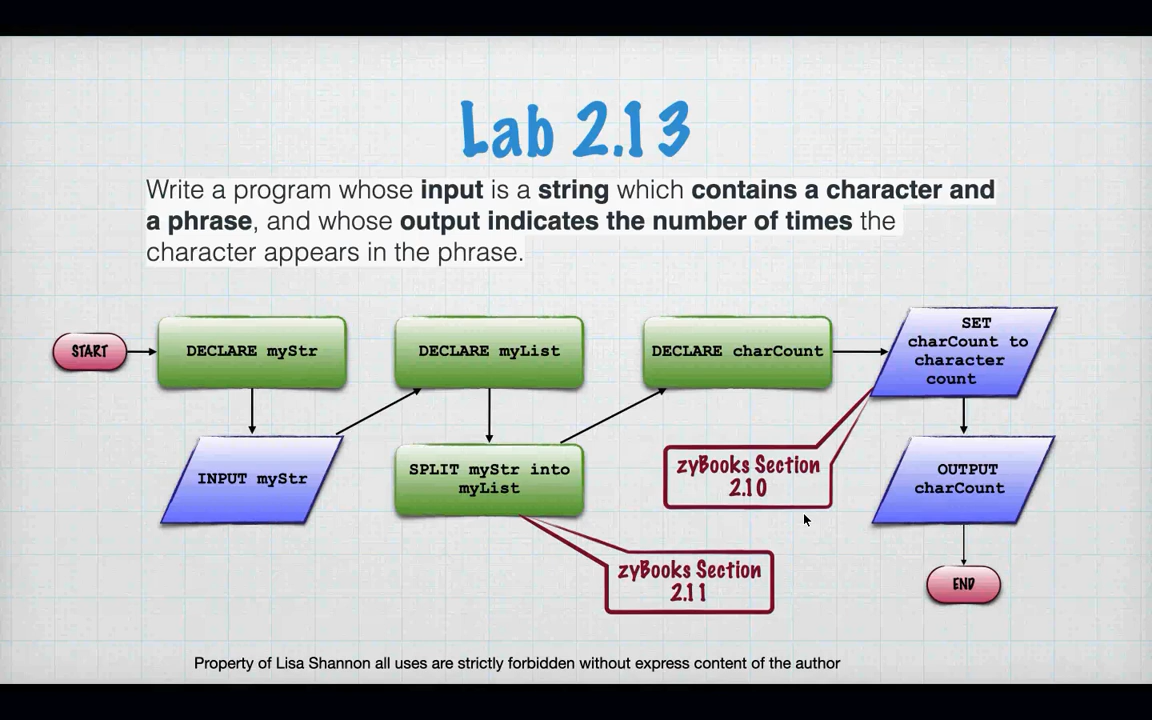 Lab 2.13
Write a program whose input is a string which contains a character and
a phrase, and whose output indicates the number of times the
character appears in the phrase.
START
DECLARE myStr
DECLARE myList
DECLARE charCount
SET
charCount to
character
count
INPUT myStr
SPLIT myStr into
myList
zyBooks Section
2.10
OUTPUT
charCount
zyBooks Section
2.11
END
Property of Lisa Shannon all uses are strictly forbidden without express content of the author